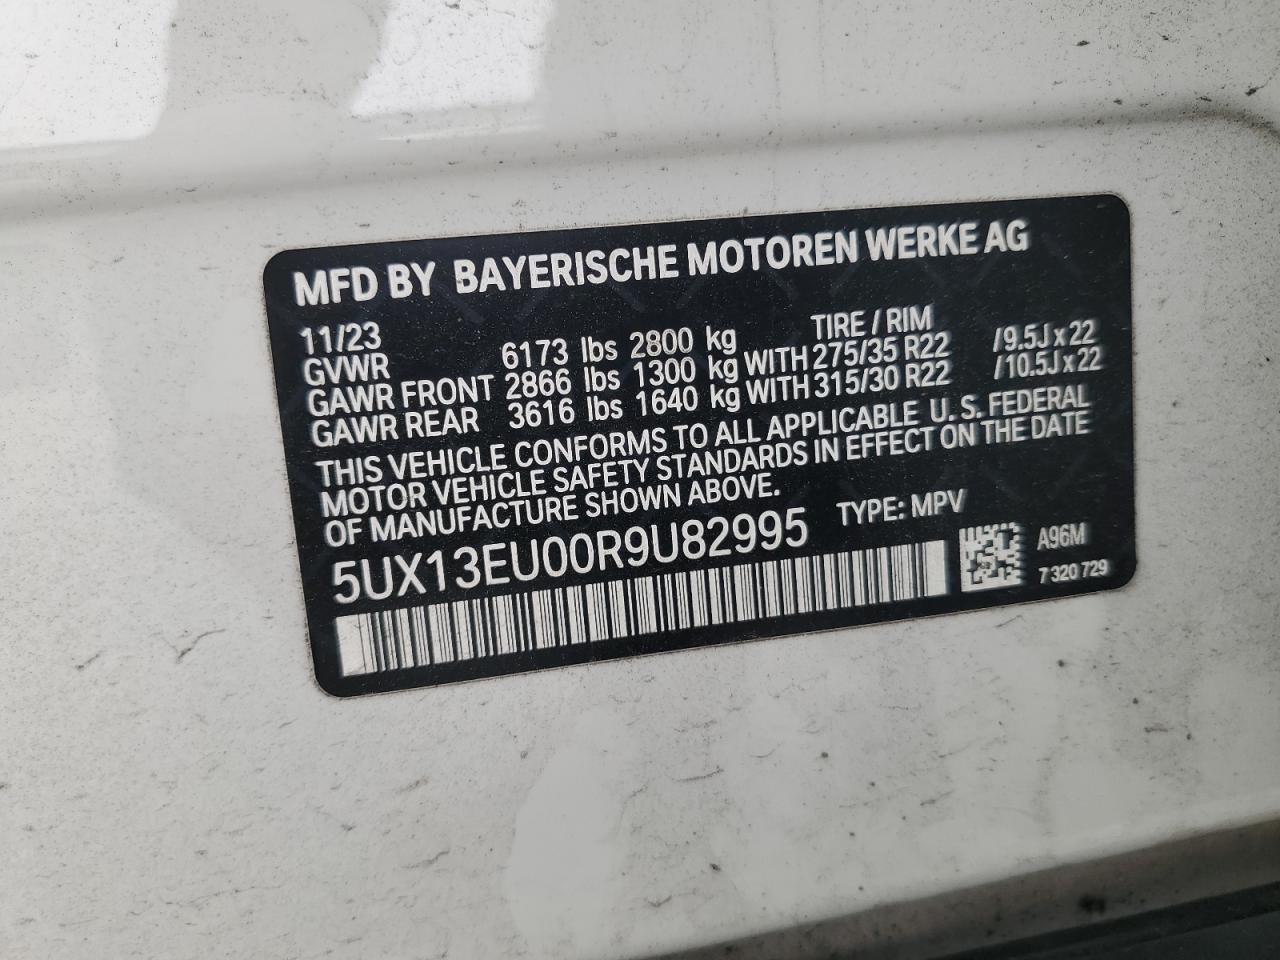 MFD BY BAYERISCHE MOTOREN WERKE AG
11/23 TIRE / RIM
GVWR 6173 lbs 2800 kg
GAWR FRONT 2866 lbs 1300 kg WITH 275/35 R22 /9.5J x 22
GAWR REAR 3616 lbs 1640 kg WITH 315/30 R22 /10.5J x 22
THIS VEHICLE CONFORMS TO ALL APPLICABLE U.S. FEDERAL
MOTOR VEHICLE SAFETY STANDARDS IN EFFECT ON THE DATE
OF MANUFACTURE SHOWN ABOVE.
5UX13EU00R9U82995 TYPE: MPV
A96M
7 320 729